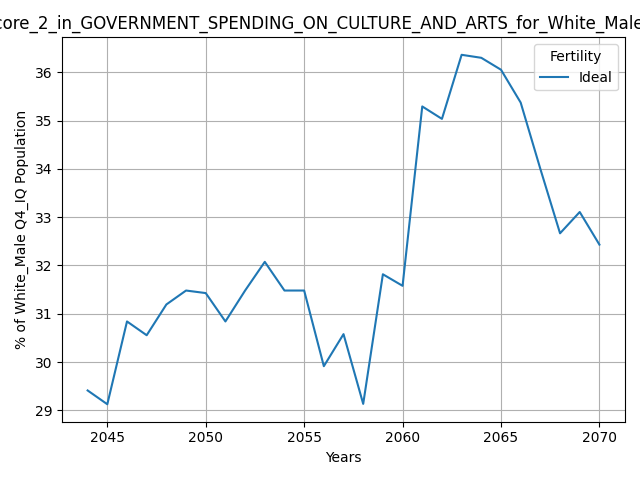 core_2_in_GOVERNMENT_SPENDING_ON_CULTURE_AND_ARTS_for_White_Male
Fertility
Ideal
% of White_Male Q4_IQ Population
36
35
34
33
32
31
30
29
2045 2050 2055 2060 2065 2070
Years